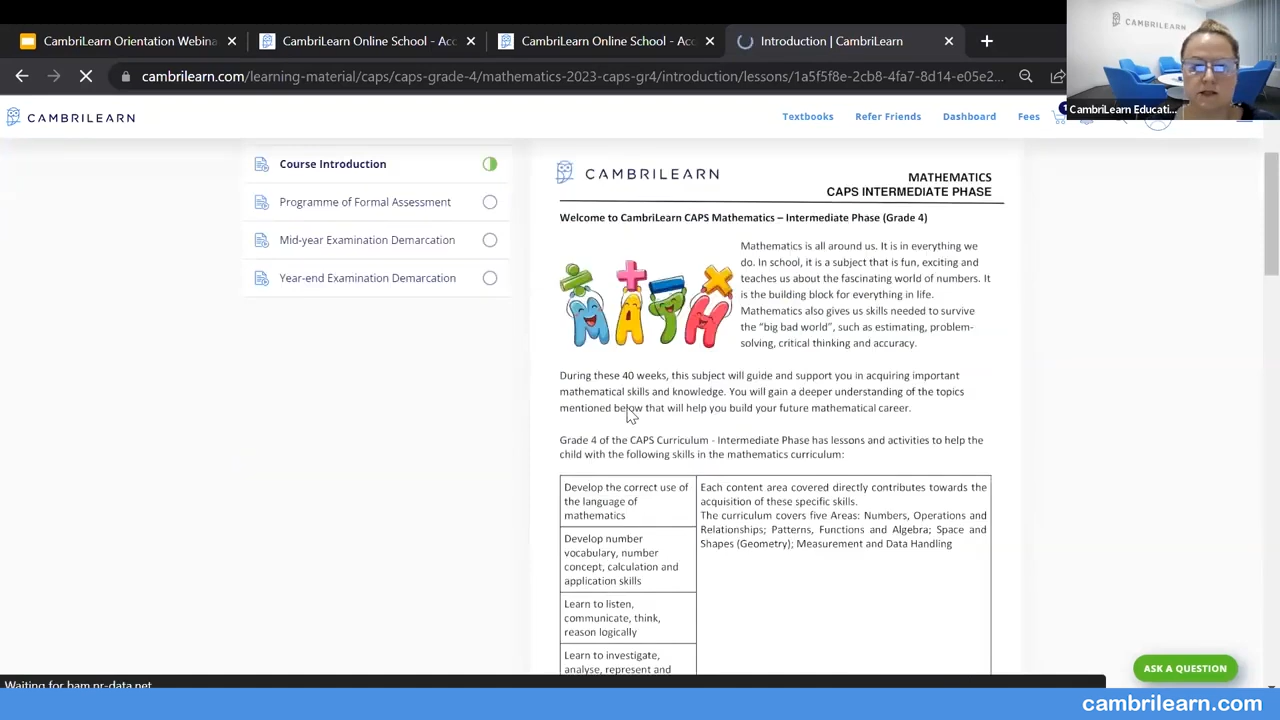 CambriLearn Orientation Webina
CambriLearn Online School - Acc
CambriLearn Online School - Acc
Introduction | CambriLearn
cambrilearn.com/learning-material/caps/caps-grade-4/mathematics-2023-caps-gr4/introduction/lessons/1a5f5f8e-2cb8-4fa7-8d14-e05e2...
CAMBRILEARN
CambriLearn Educati...
CAMBRILEARN
Textbooks
Refer Friends
Dashboard
Fees
Course Introduction
Programme of Formal Assessment
Mid-year Examination Demarcation
Year-end Examination Demarcation
CAMBRILEARN
MATHEMATICS
CAPS INTERMEDIATE PHASE
Welcome to CambriLearn CAPS Mathematics – Intermediate Phase (Grade 4)
MATH
Mathematics is all around us. It is in everything we
do. In school, it is a subject that is fun, exciting and
teaches us about the fascinating world of numbers. It
is the building block for everything in life.
Mathematics also gives us skills needed to survive
the “big bad world”, such as estimating, problem-
solving, critical thinking and accuracy.
During these 40 weeks, this subject will guide and support you in acquiring important
mathematical skills and knowledge. You will gain a deeper understanding of the topics
mentioned below that will help you build your future mathematical career.
Grade 4 of the CAPS Curriculum - Intermediate Phase has lessons and activities to help the
child with the following skills in the mathematics curriculum:
Develop the correct use of
the language of
mathematics
Develop number
vocabulary, number
concept, calculation and
application skills
Learn to listen,
communicate, think,
reason logically
Learn to investigate,
analyse, represent and
Each content area covered directly contributes towards the
acquisition of these specific skills.
The curriculum covers five Areas: Numbers, Operations and
Relationships; Patterns, Functions and Algebra; Space and
Shapes (Geometry); Measurement and Data Handling
ASK A QUESTION
Waiting for bam.nr-data.net
cambrilearn.com